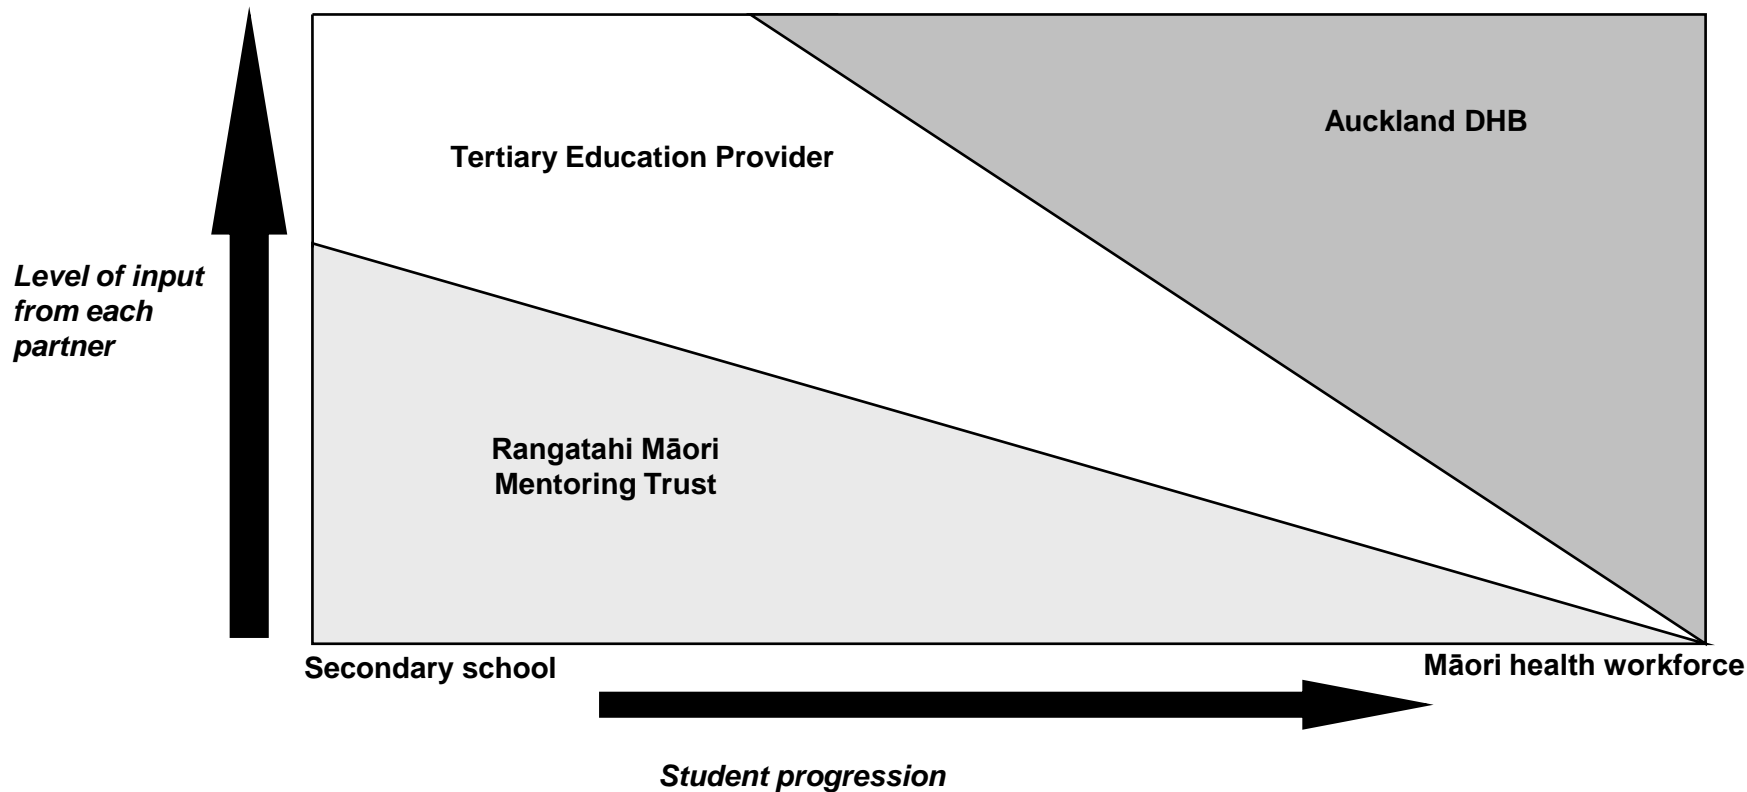 Auckland DHB
Tertiary Education Provider
Level of input
from each
partner
Rangatahi Māori
Mentoring Trust
Secondary school
Māori health workforce
Student progression